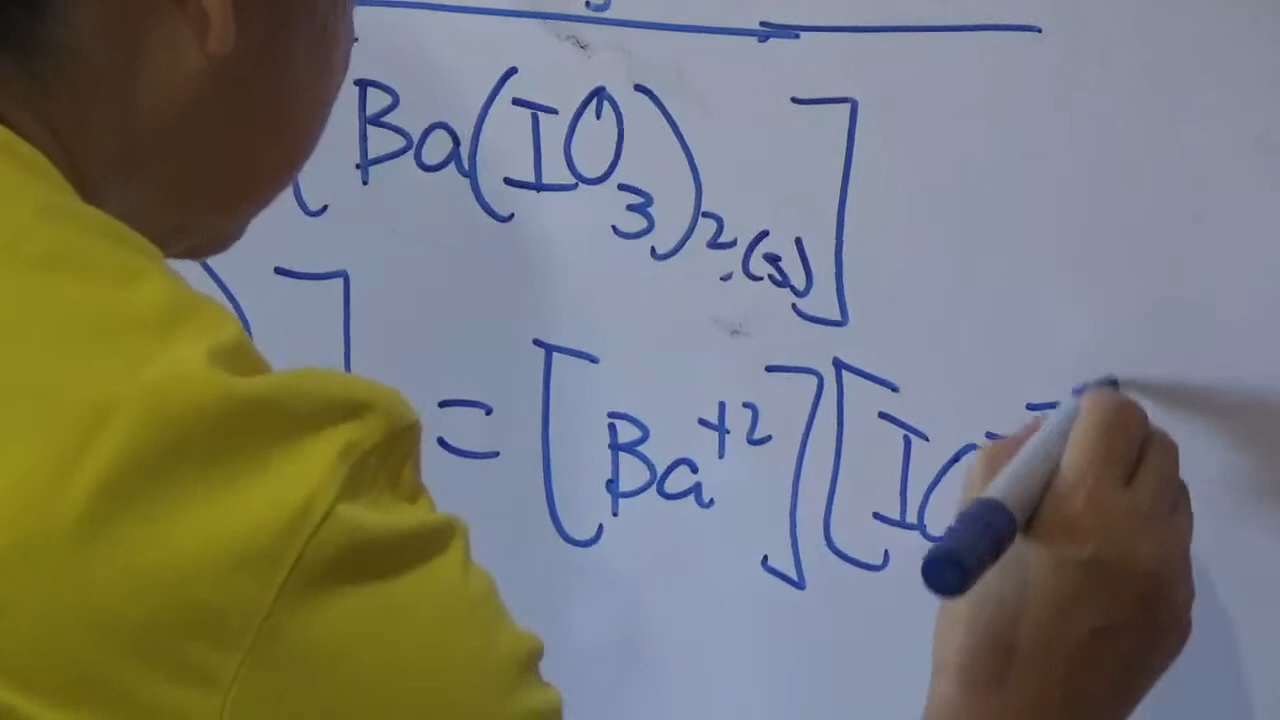 [Ba(IO3)2(s)]
] = [Ba+2][IO